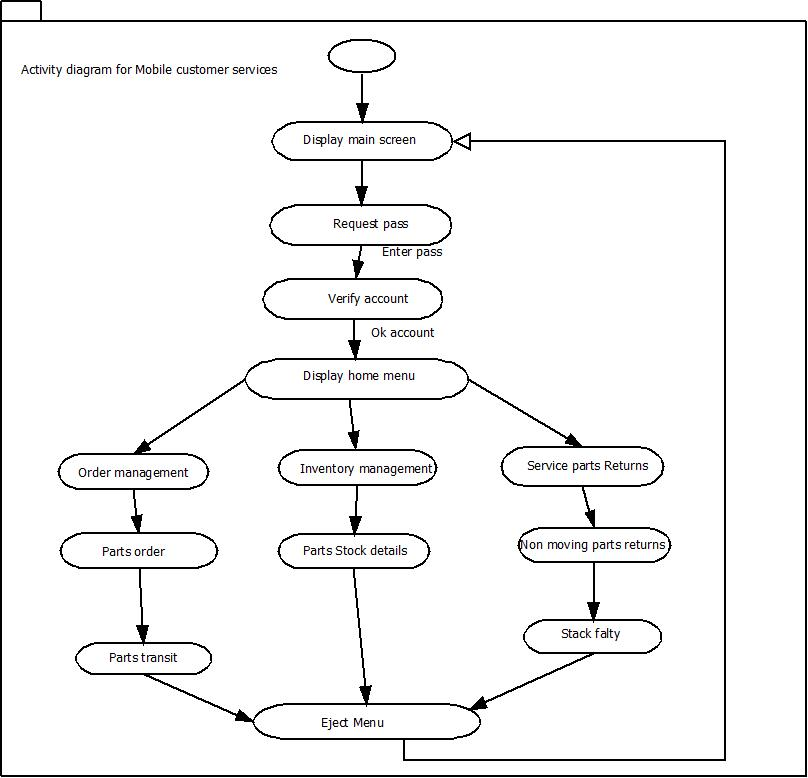 Activity diagram for Mobile customer services
Display main screen
Request pass
Enter pass
Verify account
Ok account
Display home menu
Order management
Inventory management
Service parts Returns
Parts order
Parts Stock details
Non moving parts returns
Parts transit
Stack falty
Eject Menu